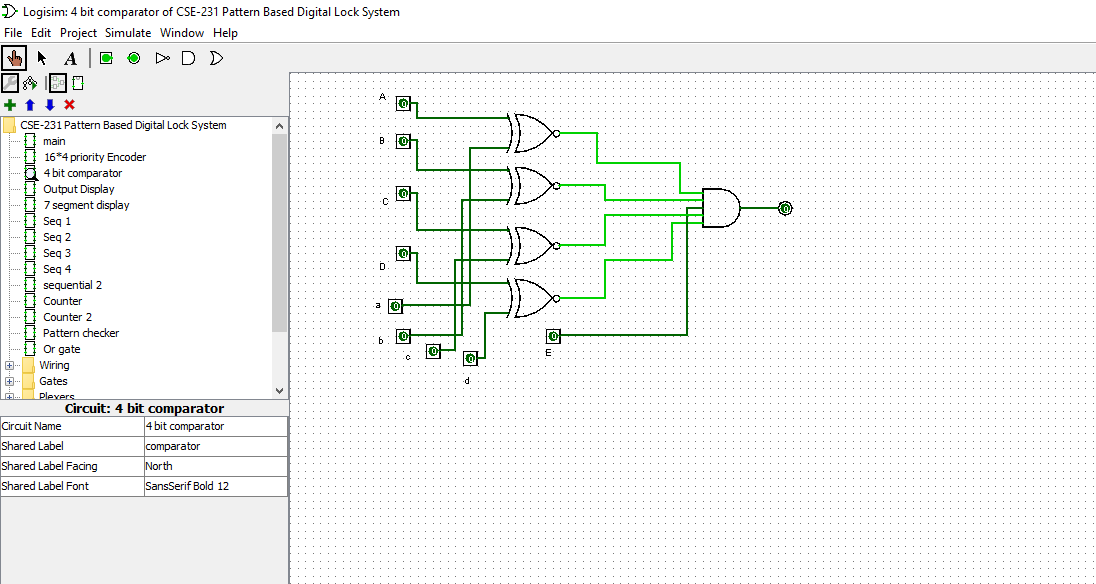 Logisim: 4 bit comparator of CSE-231 Pattern Based Digital Lock System
File Edit Project Simulate Window Help
A
CSE-231 Pattern Based Digital Lock System
main
16*4 priority Encoder
4 bit comparator
Output Display
7 segment display
Seq 1
Seq 2
Seq 3
Seq 4
sequential 2
Counter
Counter 2
Pattern checker
Or gate
Wiring
Gates
Plexers
Circuit: 4 bit comparator
Circuit Name 4 bit comparator
Shared Label comparator
Shared Label Facing North
Shared Label Font SansSerif Bold 12
A 0
B 0
C 0
D 0
a 0
b 0
c 0
d 0
E 0
0